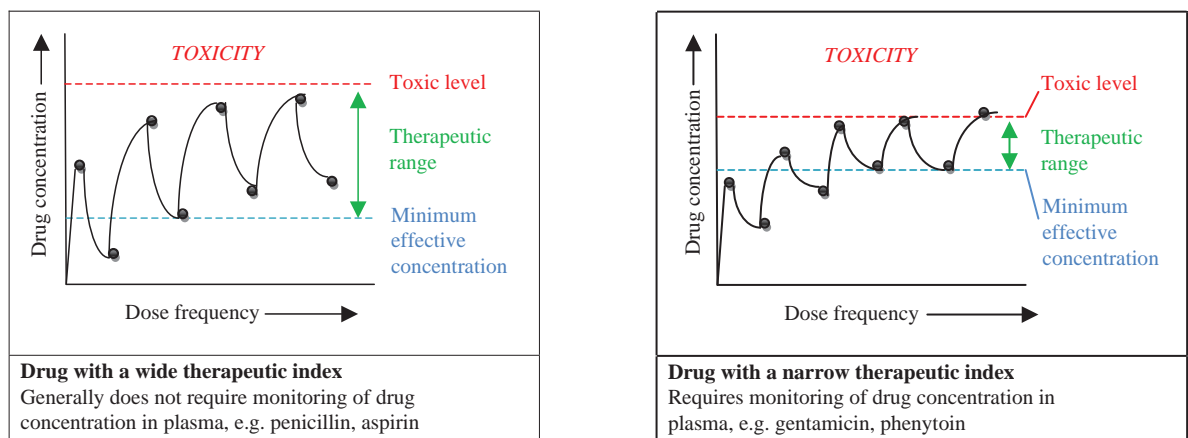 TOXICITY
Toxic level
Therapeutic
range
Minimum
effective
concentration
Drug concentration
Dose frequency
Drug with a wide therapeutic index
Generally does not require monitoring of drug
concentration in plasma, e.g. penicillin, aspirin
TOXICITY
Toxic level
Therapeutic
range
Minimum
effective
concentration
Drug concentration
Dose frequency
Drug with a narrow therapeutic index
Requires monitoring of drug concentration in
plasma, e.g. gentamicin, phenytoin